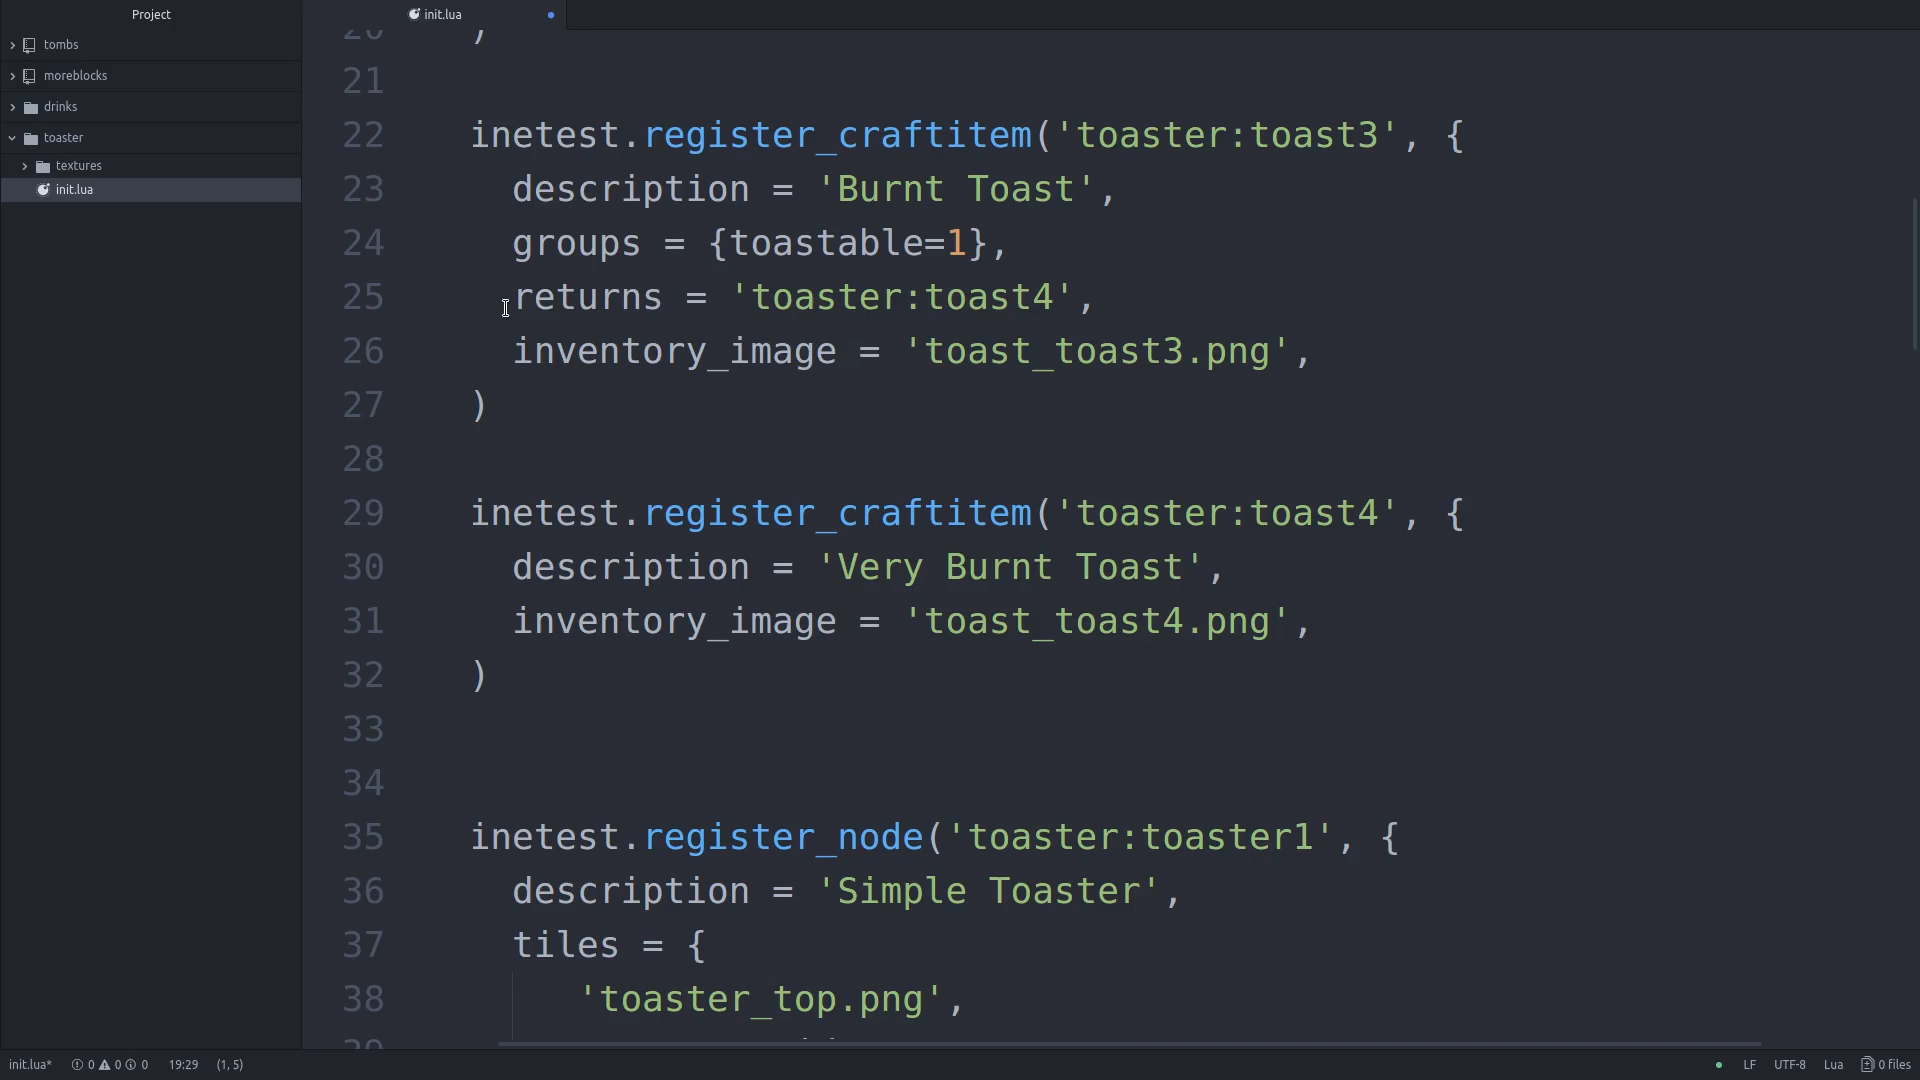 Project
init.lua
tombs
moreblocks
drinks
toaster
textures
init.lua
20 )
21
22 inetest.register_craftitem('toaster:toast3', {
23 description = 'Burnt Toast',
24 groups = {toastable=1},
25 returns = 'toaster:toast4',
26 inventory_image = 'toast_toast3.png',
27 )
28
29 inetest.register_craftitem('toaster:toast4', {
30 description = 'Very Burnt Toast',
31 inventory_image = 'toast_toast4.png',
32 )
33
34
35 inetest.register_node('toaster:toaster1', {
36 description = 'Simple Toaster',
37 tiles = {
38 'toaster_top.png',
39
init.lua* 0 0 0 19:29 (1, 5) LF UTF-8 Lua 0 files